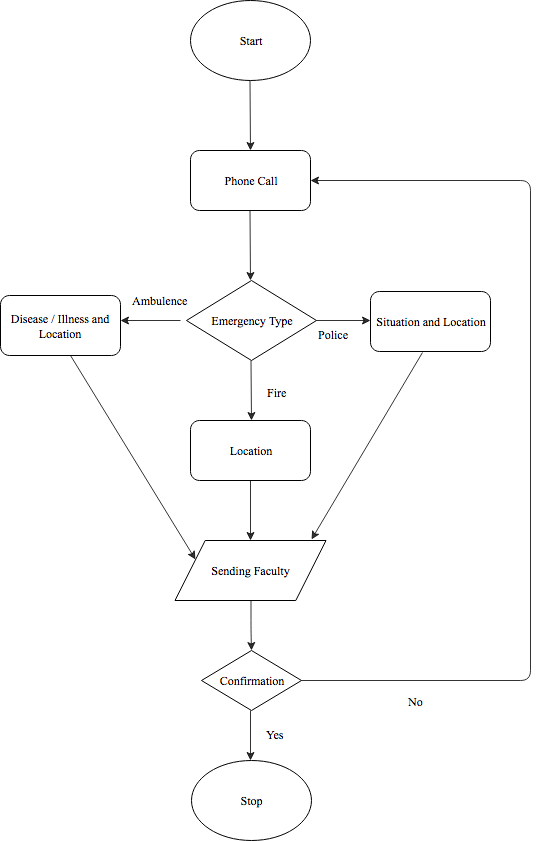 Start
Phone Call
Ambulence
Disease / Illness and
Location
Emergency Type
Situation and Location
Police
Fire
Location
Sending Faculty
Confirmation
No
Yes
Stop